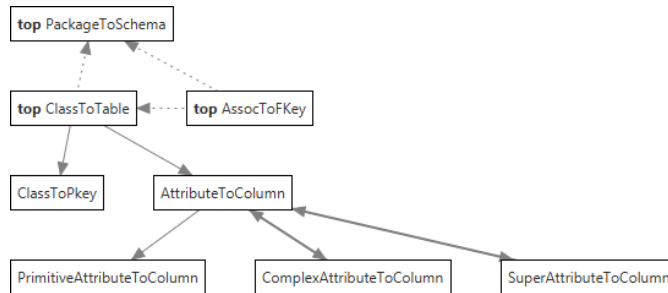 top PackageToSchema
top ClassToTable
top AssocToFKey
ClassToPkey
AttributeToColumn
PrimitiveAttributeToColumn
ComplexAttributeToColumn
SuperAttributeToColumn